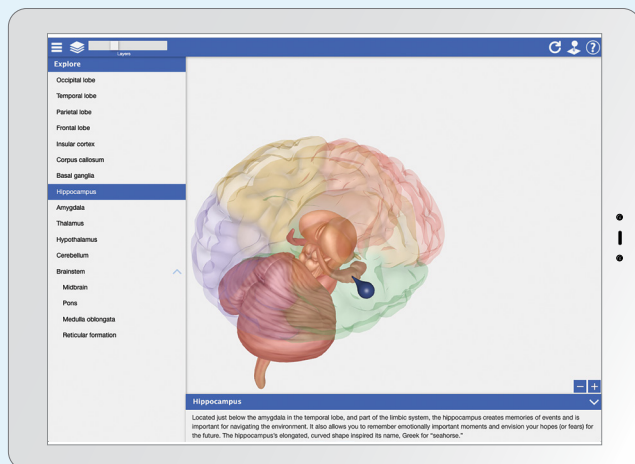 Layers
?
Explore
Occipital lobe
Temporal lobe
Parietal lobe
Frontal lobe
Insular cortex
Corpus callosum
Basal ganglia
Hippocampus
Amygdala
Thalamus
Hypothalamus
Cerebellum
Brainstem
Midbrain
Pons
Medulla oblongata
Reticular formation
Hippocampus
Located just below the amygdala in the temporal lobe, and part of the limbic system, the hippocampus creates memories of events and is
important for navigating the environment. It also allows you to remember emotionally important moments and envision your hopes (or fears) for
the future. The hippocampus's elongated, curved shape inspired its name, Greek for "seahorse."